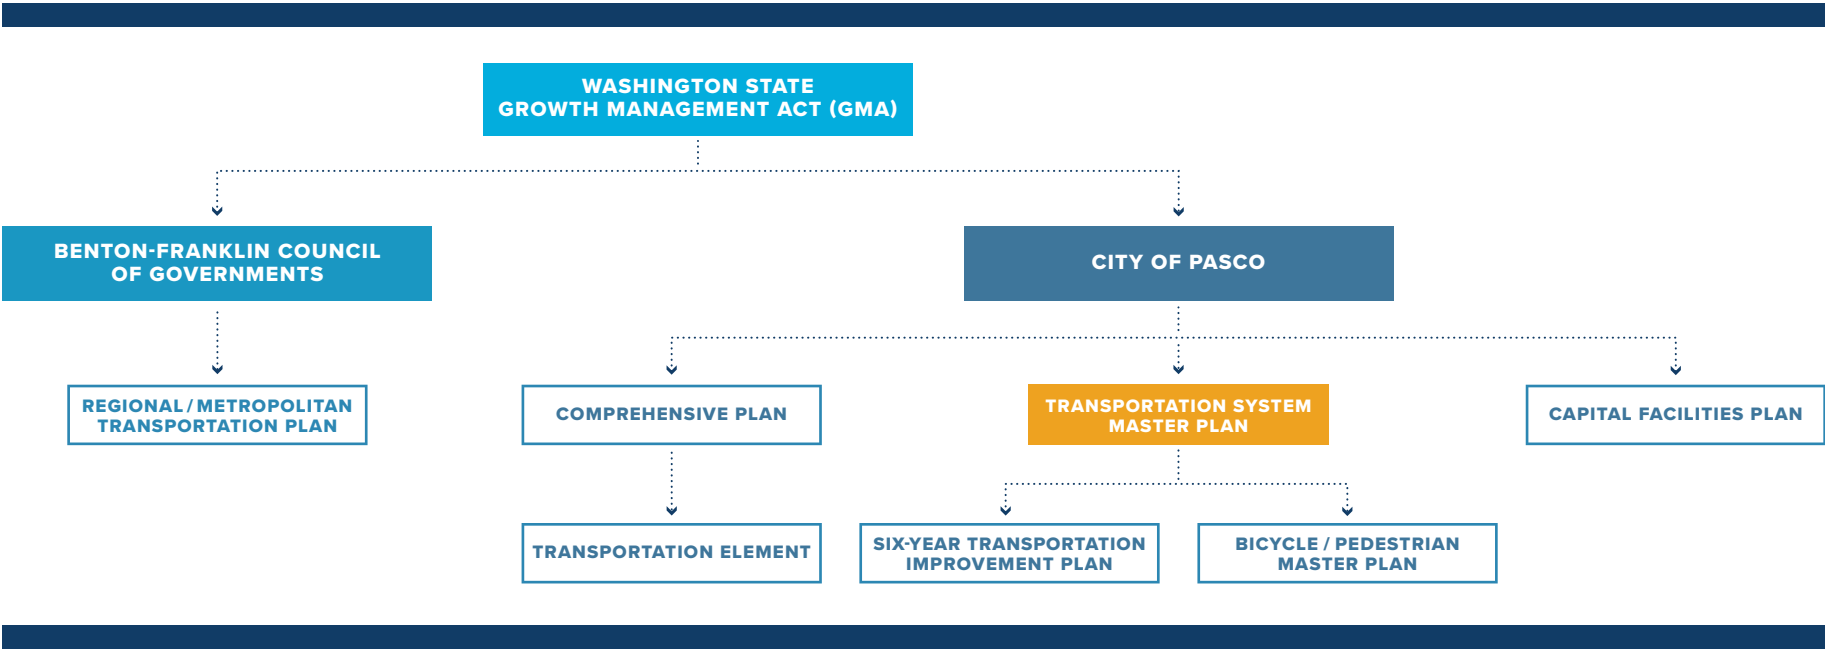 WASHINGTON STATE
GROWTH MANAGEMENT ACT (GMA)
BENTON-FRANKLIN COUNCIL
OF GOVERNMENTS
CITY OF PASCO
REGIONAL / METROPOLITAN
TRANSPORTATION PLAN
COMPREHENSIVE PLAN
TRANSPORTATION SYSTEM
MASTER PLAN
CAPITAL FACILITIES PLAN
TRANSPORTATION ELEMENT
SIX-YEAR TRANSPORTATION
IMPROVEMENT PLAN
BICYCLE / PEDESTRIAN
MASTER PLAN